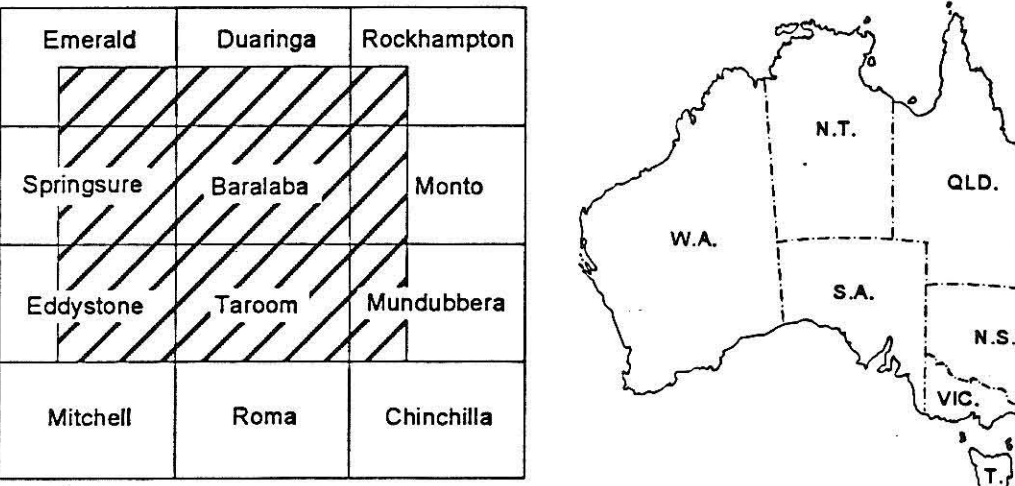 Emerald Duaringa Rockhampton
Springsure Baralaba Monto
Eddystone Taroom Mundubbera
Mitchell Roma Chinchilla
N.T.
QLD.
W.A.
S.A.
N.S.
VIC.
T.